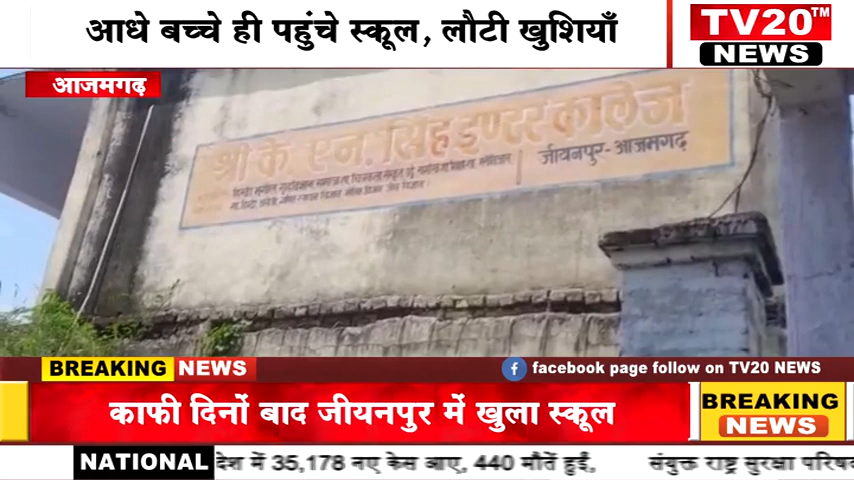 आधे बच्चे ही पहुंचे स्कूल, लौटी खुशियाँ
TV20™
NEWS
आजमगढ़
श्री के. एन. सिंह इण्टर कालेज
जीयनपुर-आजमगढ़
BREAKING NEWS
facebook page follow on TV20 NEWS
काफी दिनों बाद जीयनपुर में खुला स्कूल
BREAKING
NEWS
NATIONAL
देश में 35,178 नए केस आए, 440 मौतें हुईं,
संयुक्त राष्ट्र सुरक्षा परिषद